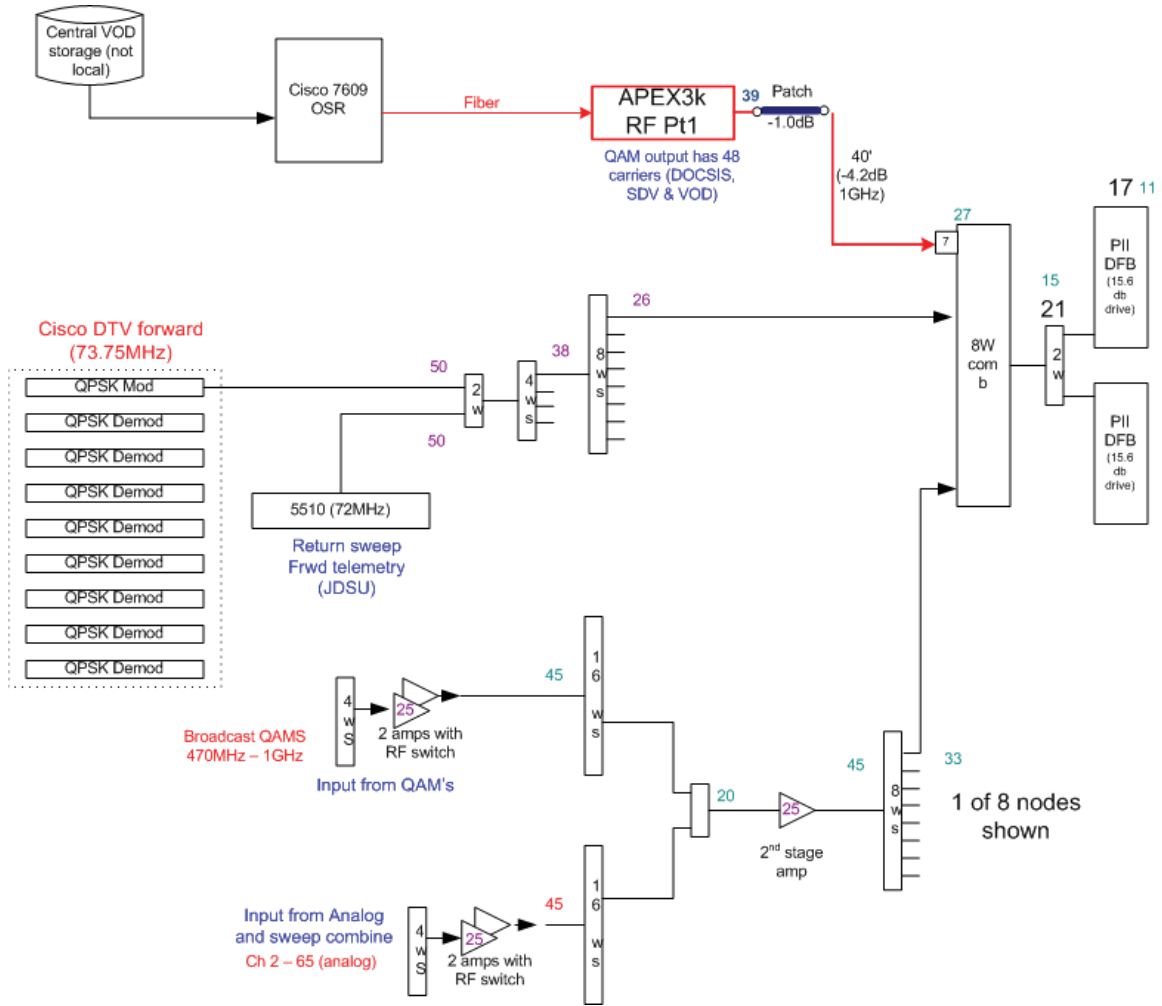 Central VOD
storage (not
local)
Cisco 7609
OSR
Fiber
APEX3k
RF Pt1
39
Patch
-1.0dB
QAM output has 48
carriers (DOCSIS,
SDV & VOD)
40'
(-4.2dB
1GHz)
17
11
27
7
PII
DFB
(15.6
db
drive)
15
21
2
w
8W
com
b
26
Cisco DTV forward
(73.75MHz)
38
8
w
s
50
QPSK Mod
2
w
4
w
s
QPSK Demod
50
QPSK Demod
PII
DFB
(15.6
db
drive)
QPSK Demod
QPSK Demod
5510 (72MHz)
QPSK Demod
Return sweep
Frwd telemetry
(JDSU)
QPSK Demod
QPSK Demod
QPSK Demod
45
1
6
w
s
4
w
S
25
Broadcast QAMS
470MHz – 1GHz
2 amps with
RF switch
Input from QAM's
20
25
2nd stage
amp
45
8
w
s
33
1 of 8 nodes
shown
Input from Analog
and sweep combine
Ch 2 – 65 (analog)
4
w
S
25
2 amps with
RF switch
45
1
6
w
s